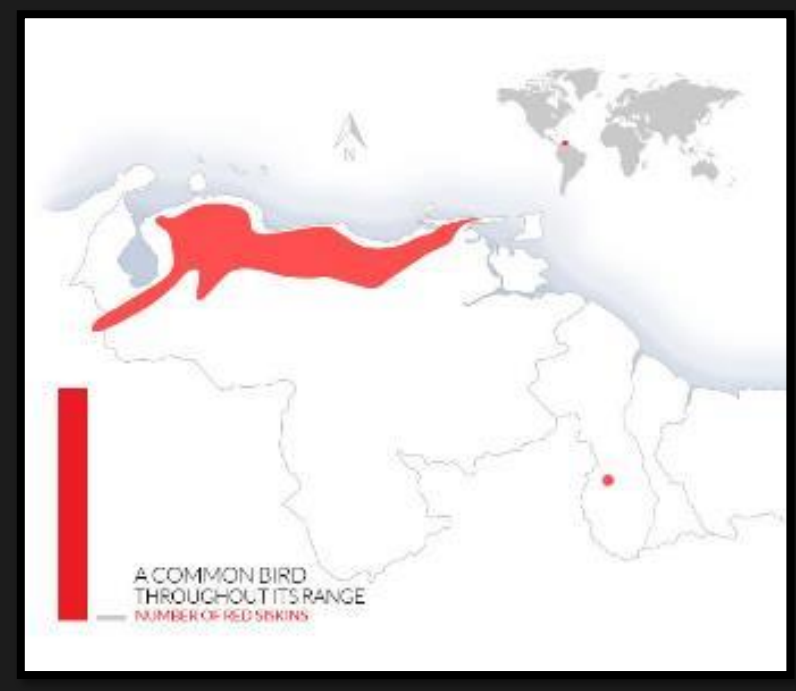 N
A COMMON BIRD
THROUGHOUT ITS RANGE
NUMBER OF RED SISKINS